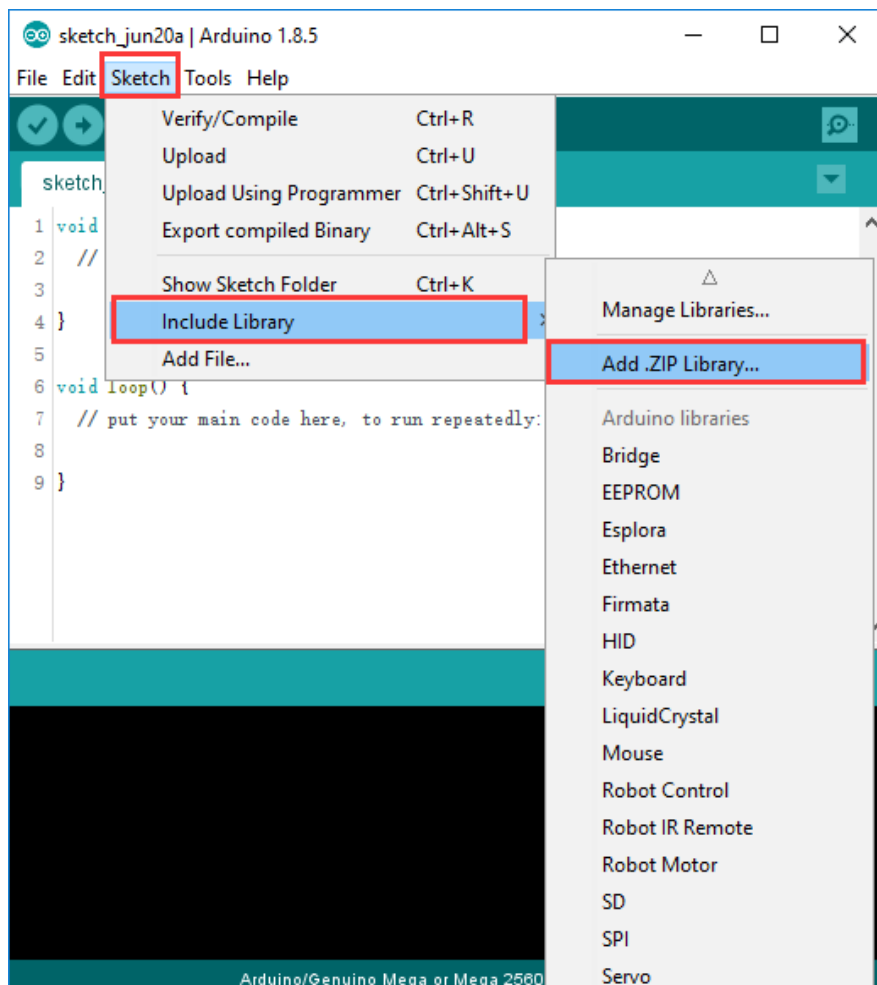 sketch_jun20a | Arduino 1.8.5
File Edit Sketch Tools Help
Verify/Compile Ctrl+R
Upload Ctrl+U
Upload Using Programmer Ctrl+Shift+U
Export compiled Binary Ctrl+Alt+S
Show Sketch Folder Ctrl+K
Include Library
Add File...
sketch_
1 void
2 //
3
4 }
5
6 void loop() {
7 // put your main code here, to run repeatedly:
8
9 }
Manage Libraries...
Add .ZIP Library...
Arduino libraries
Bridge
EEPROM
Esplora
Ethernet
Firmata
HID
Keyboard
LiquidCrystal
Mouse
Robot Control
Robot IR Remote
Robot Motor
SD
SPI
Servo
Arduino/Genuino Mega or Mega 2560